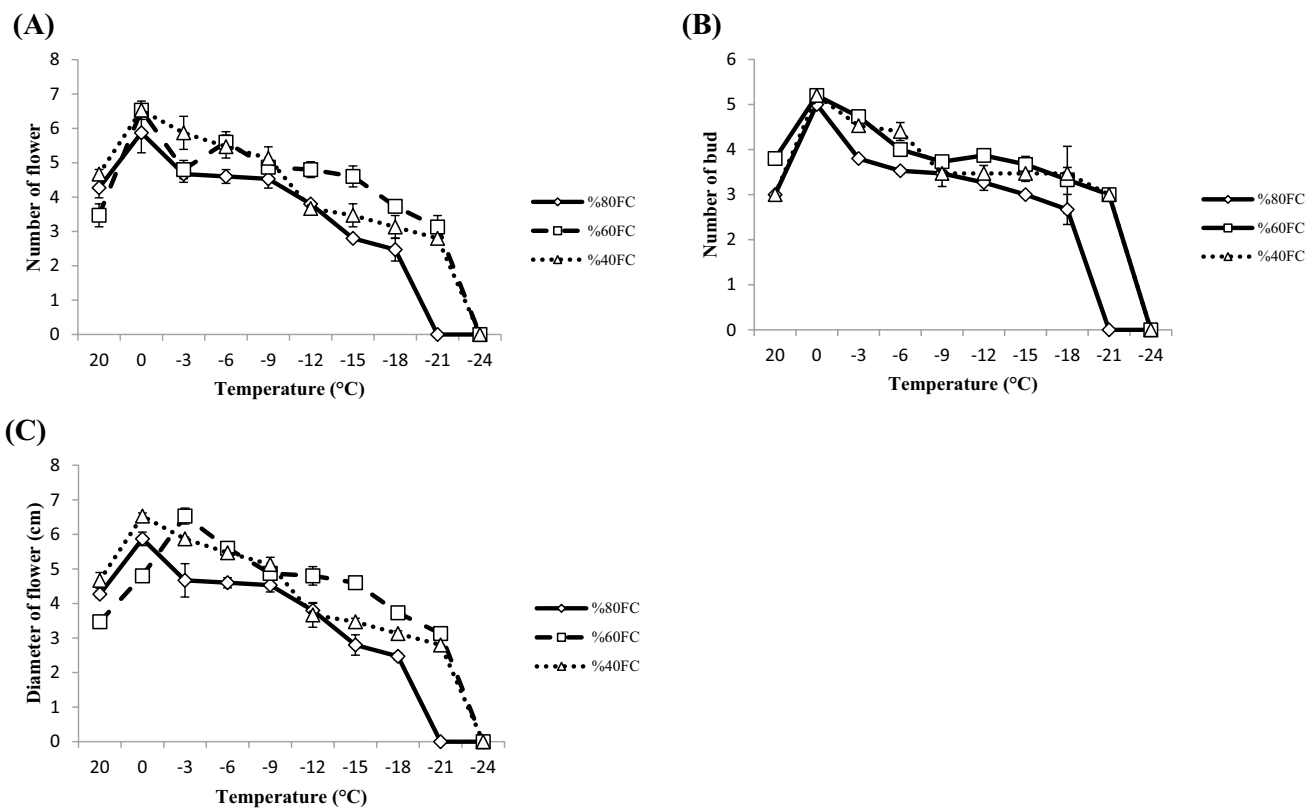 (A)
Number of flower
8
7
6
5
4
3
2
1
0
20 0 -3 -6 -9 -12 -15 -18 -21 -24
Temperature (°C)
%80FC
%60FC
%40FC
(B)
Number of bud
6
5
4
3
2
1
0
20 0 -3 -6 -9 -12 -15 -18 -21 -24
Temperature (°C)
%80FC
%60FC
%40FC
(C)
Diameter of flower (cm)
8
7
6
5
4
3
2
1
0
20 0 -3 -6 -9 -12 -15 -18 -21 -24
Temperature (°C)
%80FC
%60FC
%40FC